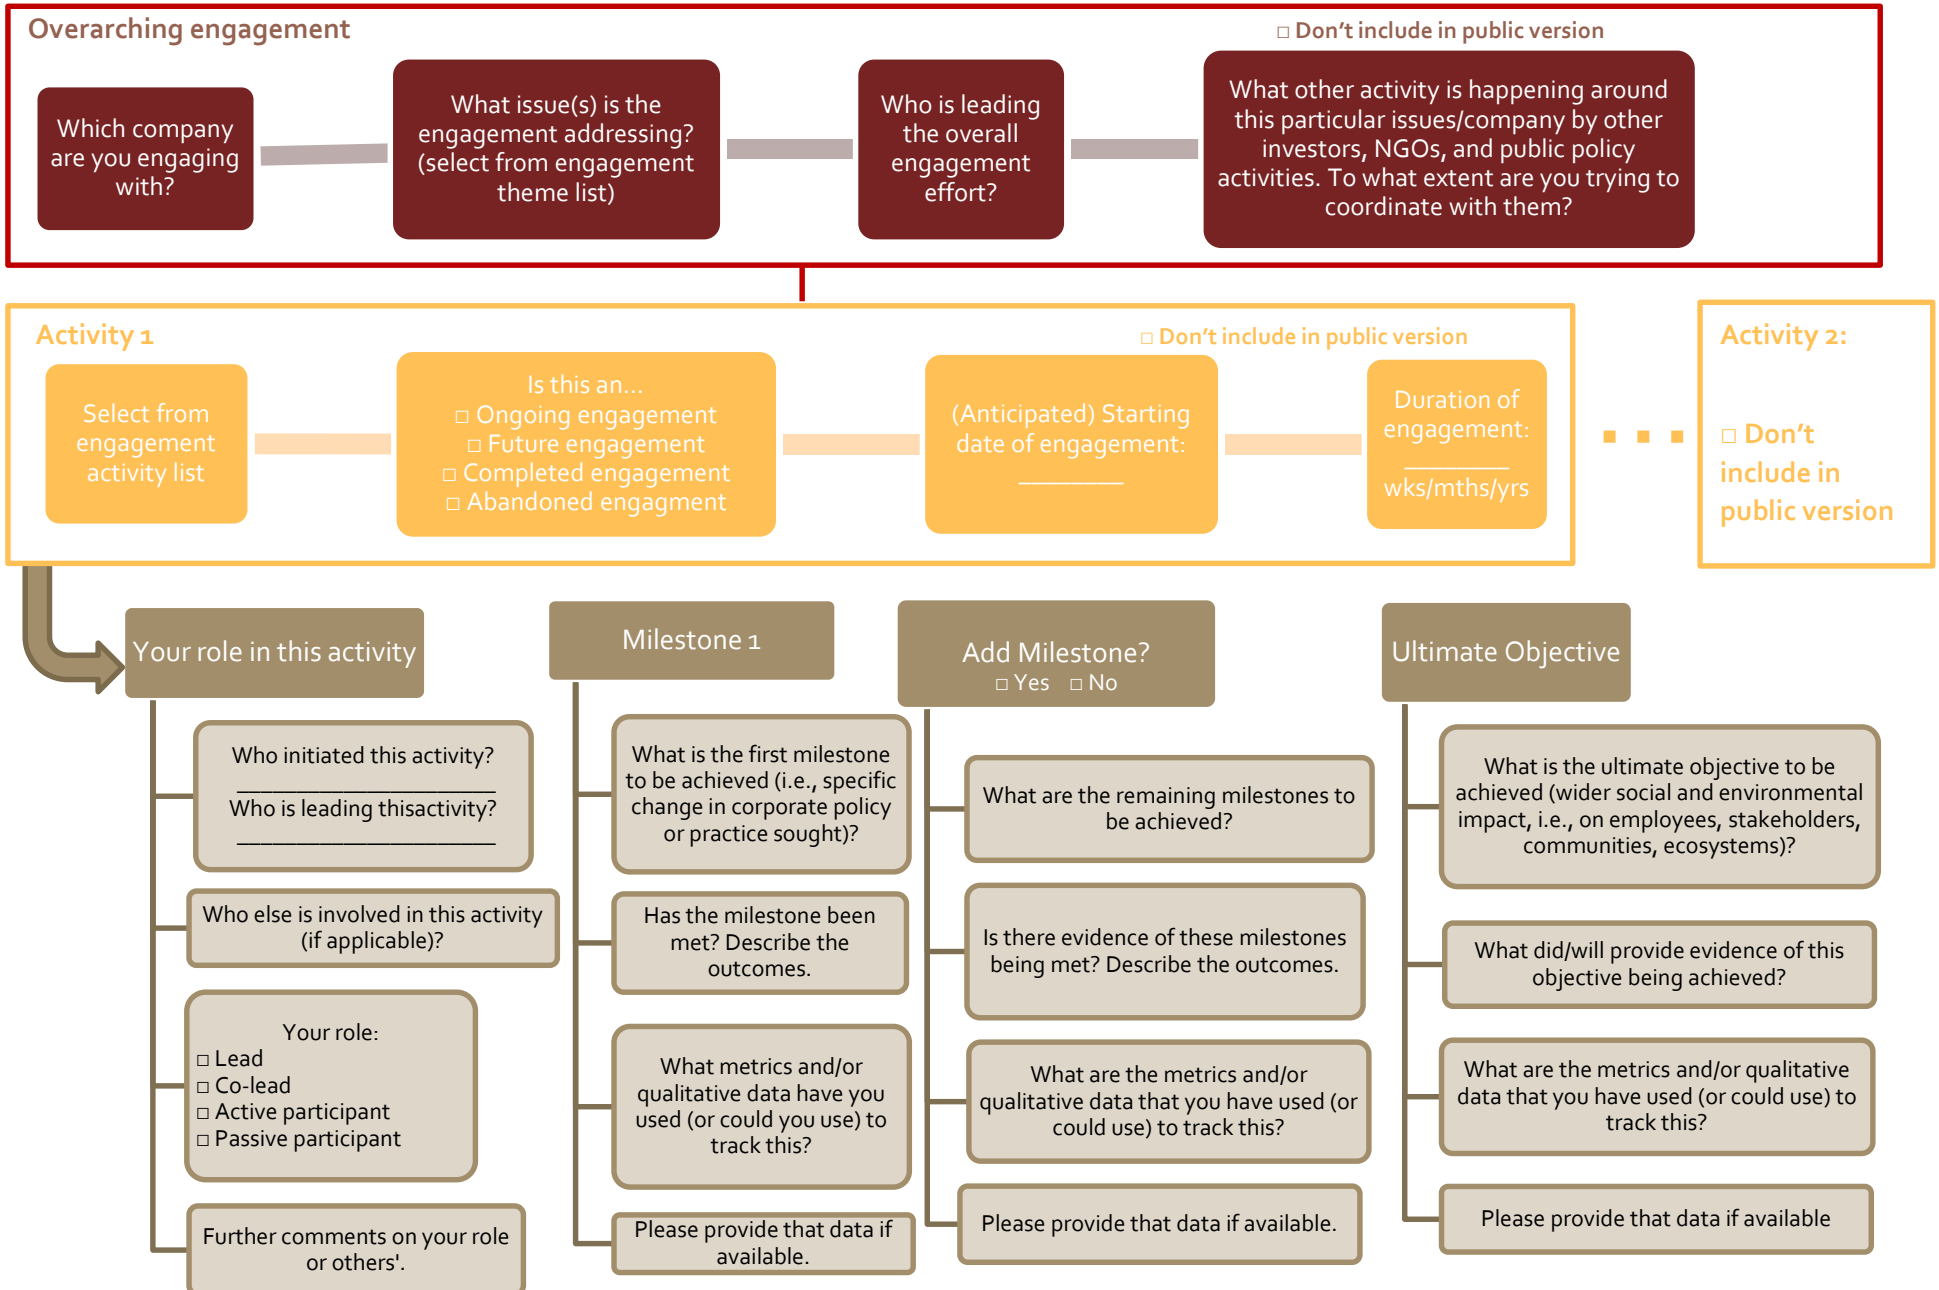 Overarching engagement
□ Don't include in public version
Which company
are you engaging
with?
What issue(s) is the
engagement addressing?
(select from engagement
theme list)
Who is leading
the overall
engagement
effort?
What other activity is happening around
this particular issues/company by other
investors, NGOs, and public policy
activities. To what extent are you trying to
coordinate with them?
Activity 1
□ Don't include in public version
Select from
engagement
activity list
Is this an...
□ Ongoing engagement
□ Future engagement
□ Completed engagement
□ Abandoned engagment
(Anticipated) Starting
date of engagement:
________
Duration of
engagement:
________
wks/mths/yrs
Activity 2:
□ Don't
include in
public version
Your role in this activity
Who initiated this activity?
______________________
Who is leading thisactivity?
______________________
Who else is involved in this activity
(if applicable)?
Your role:
□ Lead
□ Co-lead
□ Active participant
□ Passive participant
Further comments on your role
or others'.
Milestone 1
What is the first milestone
to be achieved (i.e., specific
change in corporate policy
or practice sought)?
Has the milestone been
met? Describe the
outcomes.
What metrics and/or
qualitative data have you
used (or could you use) to
track this?
Please provide that data if
available.
Add Milestone?
□ Yes □ No
What are the remaining milestones to
be achieved?
Is there evidence of these milestones
being met? Describe the outcomes.
What are the metrics and/or
qualitative data that you have used (or
could use) to track this?
Please provide that data if available.
Ultimate Objective
What is the ultimate objective to be
achieved (wider social and environmental
impact, i.e., on employees, stakeholders,
communities, ecosystems)?
What did/will provide evidence of this
objective being achieved?
What are the metrics and/or qualitative
data that you have used (or could use) to
track this?
Please provide that data if available